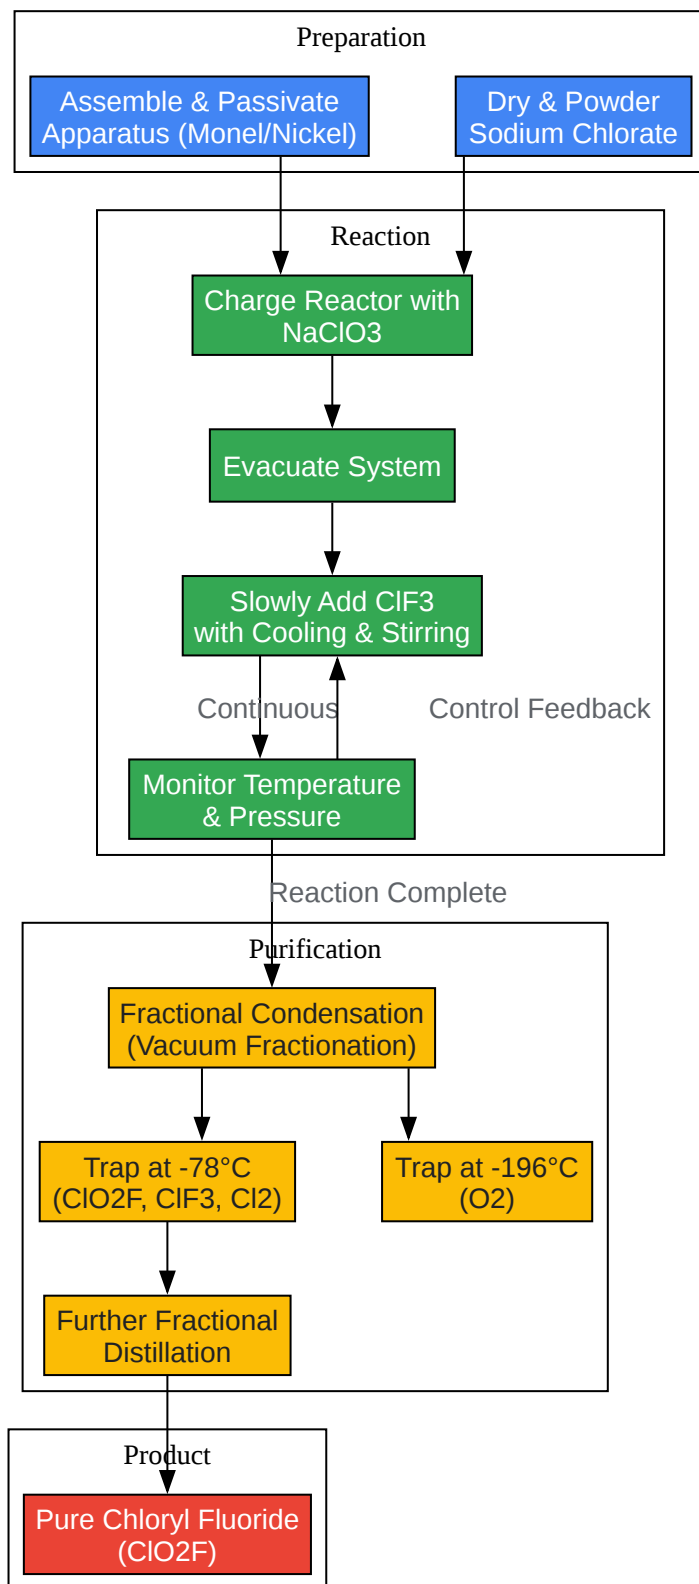 Preparation
Assemble & Passivate
Apparatus (Monel/Nickel)
Dry & Powder
Sodium Chlorate
Reaction
Charge Reactor with
NaClO3
Evacuate System
Slowly Add ClF3
with Cooling & Stirring
Continuous
Control Feedback
Monitor Temperature
& Pressure
Reaction Complete
Purification
Fractional Condensation
(Vacuum Fractionation)
Trap at -78°C
(ClO2F, ClF3, Cl2)
Trap at -196°C
(O2)
Further Fractional
Distillation
Product
Pure Chloryl Fluoride
(ClO2F)